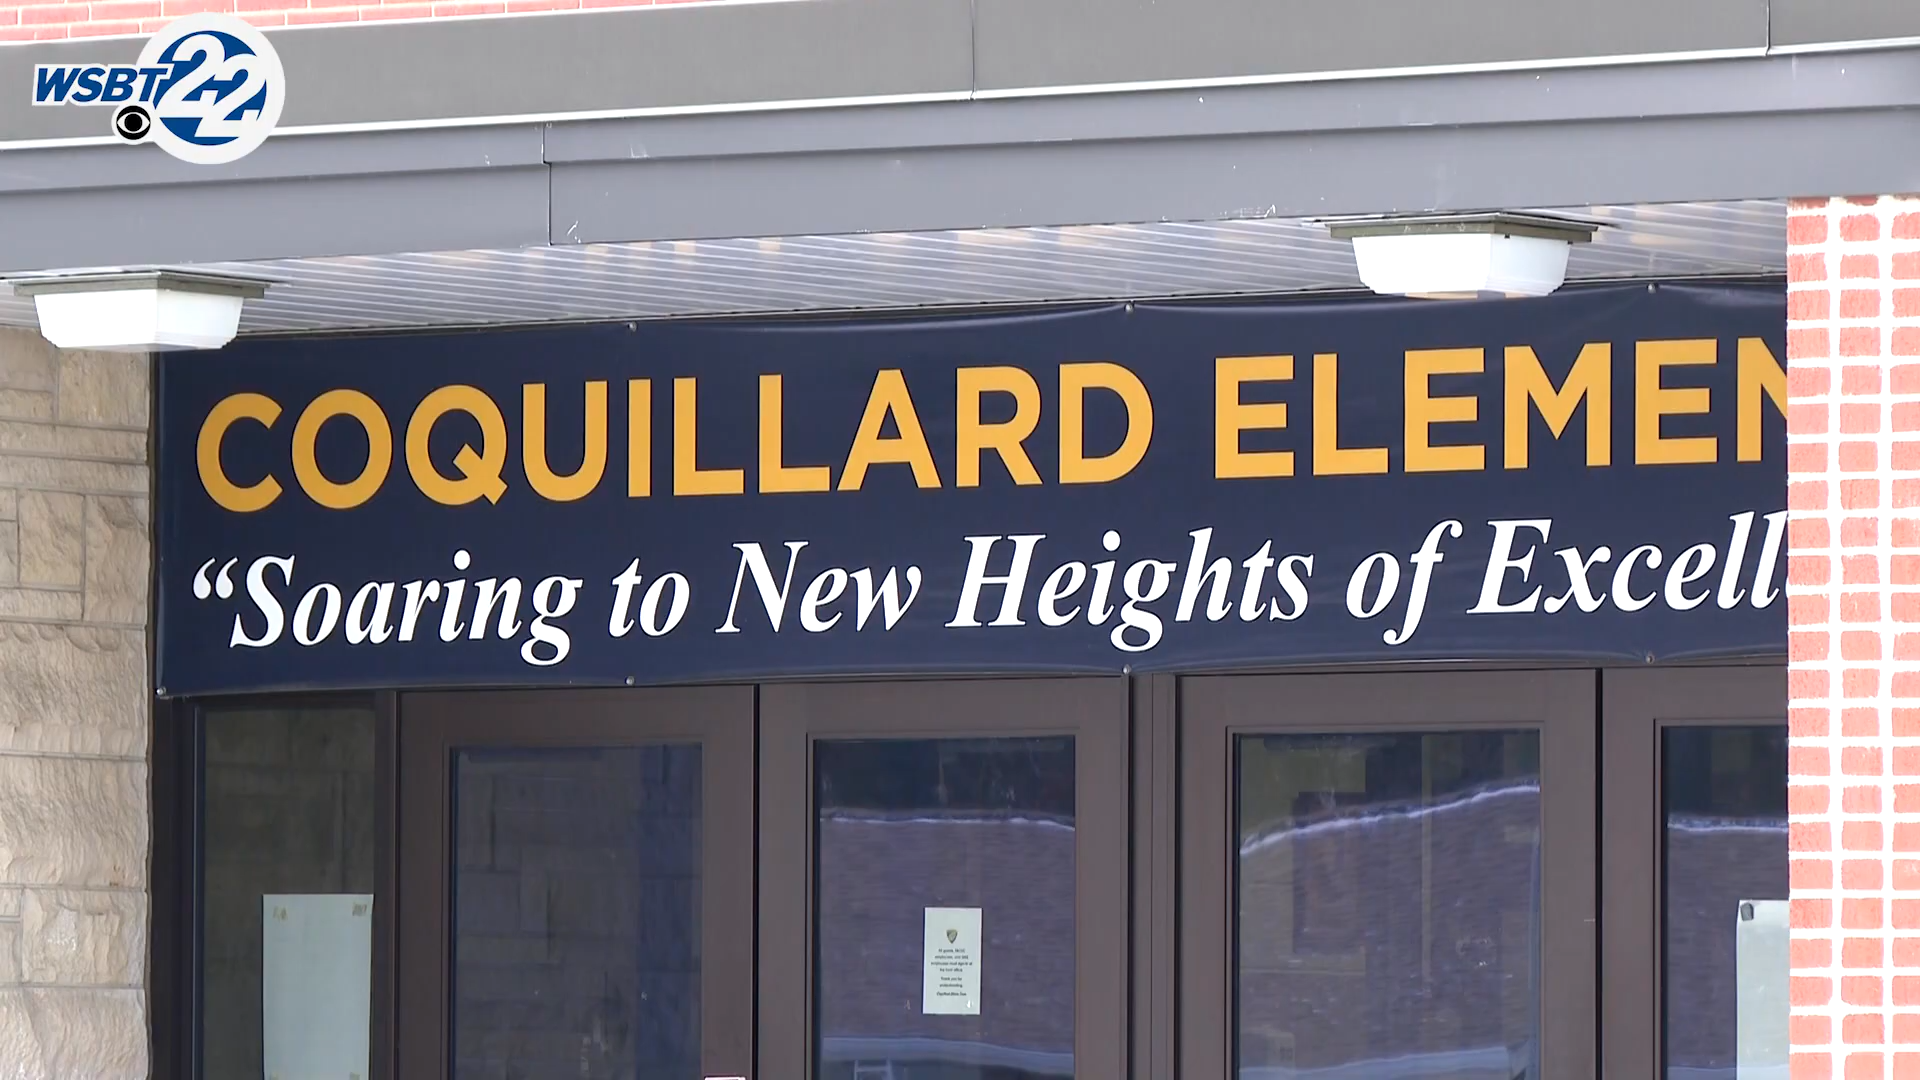 WSBT 22
COQUILLARD ELEMEN
“Soaring to New Heights of Excell